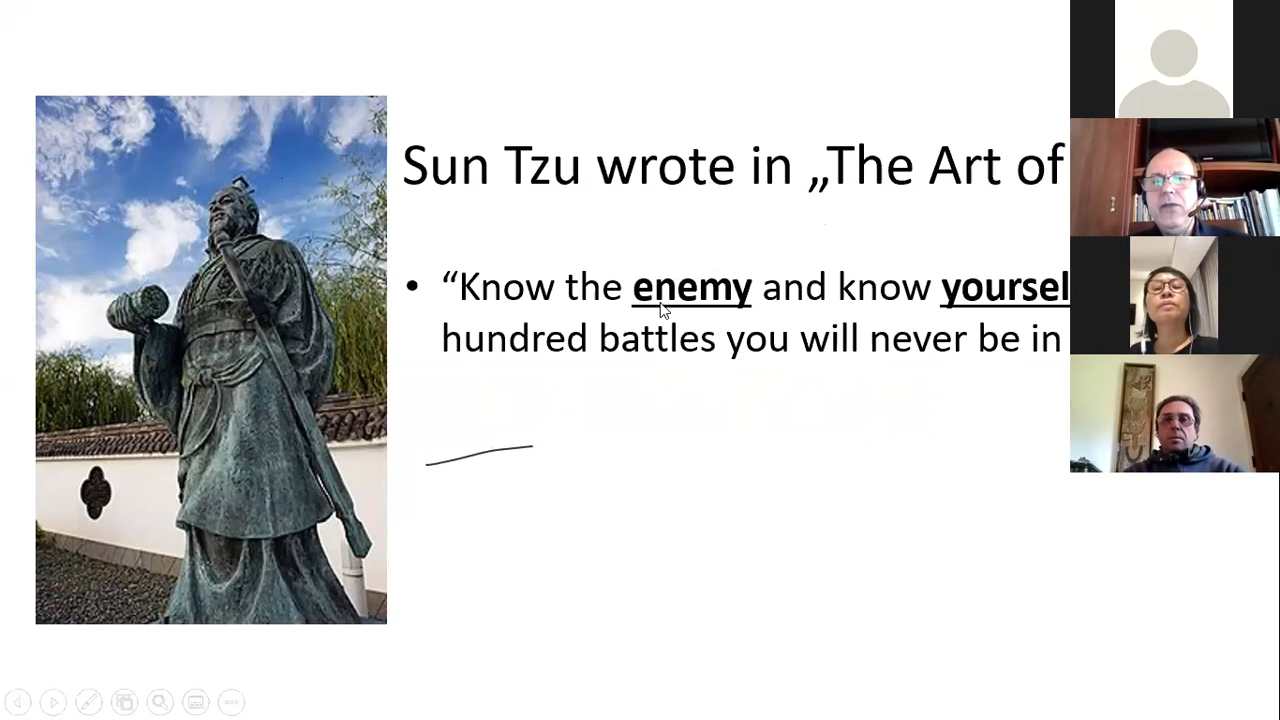 Sun Tzu wrote in „The Art of
• “Know the enemy and know yoursel
hundred battles you will never be in